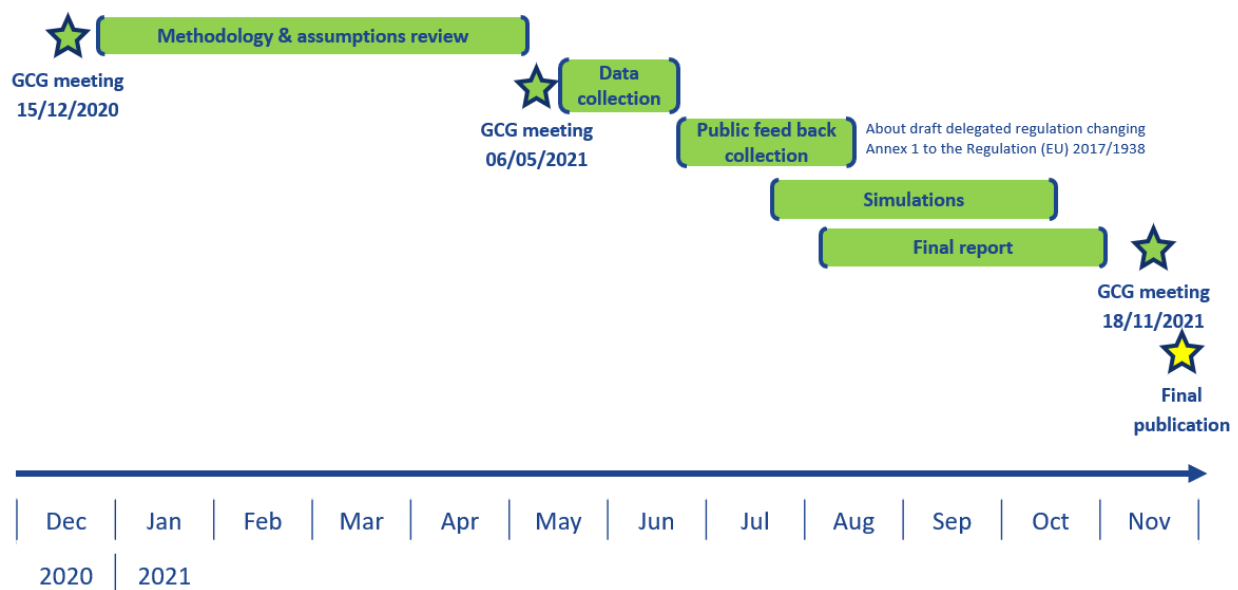 Methodology & assumptions review
GCG meeting
15/12/2020
Data
collection
GCG meeting
06/05/2021
Public feed back
collection
About draft delegated regulation changing
Annex 1 to the Regulation (EU) 2017/1938
Simulations
Final report
GCG meeting
18/11/2021
Final
publication
Dec
Jan
Feb
Mar
Apr
May
Jun
Jul
Aug
Sep
Oct
Nov
2020
2021